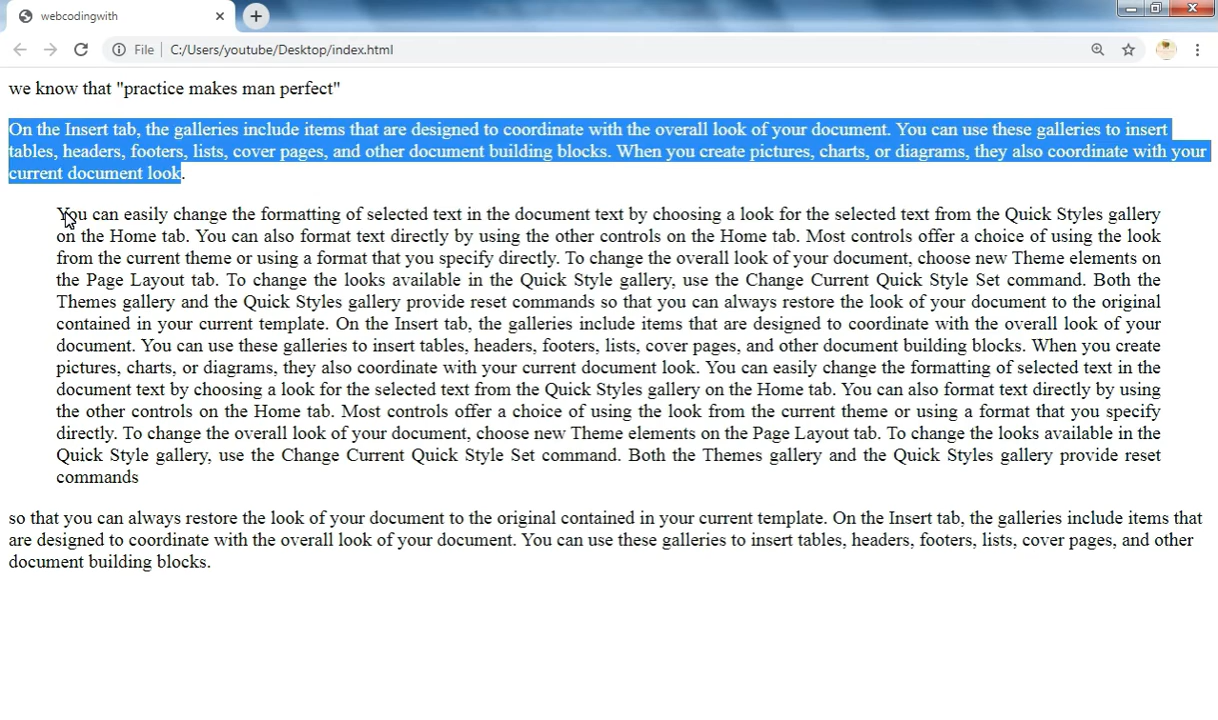 webcodingwith
File
C:/Users/youtube/Desktop/index.html
we know that "practice makes man perfect"
On the Insert tab, the galleries include items that are designed to coordinate with the overall look of your document. You can use these galleries to insert
tables, headers, footers, lists, cover pages, and other document building blocks. When you create pictures, charts, or diagrams, they also coordinate with your
current document look.
You can easily change the formatting of selected text in the document text by choosing a look for the selected text from the Quick Styles gallery
on the Home tab. You can also format text directly by using the other controls on the Home tab. Most controls offer a choice of using the look
from the current theme or using a format that you specify directly. To change the overall look of your document, choose new Theme elements on
the Page Layout tab. To change the looks available in the Quick Style gallery, use the Change Current Quick Style Set command. Both the
Themes gallery and the Quick Styles gallery provide reset commands so that you can always restore the look of your document to the original
contained in your current template. On the Insert tab, the galleries include items that are designed to coordinate with the overall look of your
document. You can use these galleries to insert tables, headers, footers, lists, cover pages, and other document building blocks. When you create
pictures, charts, or diagrams, they also coordinate with your current document look. You can easily change the formatting of selected text in the
document text by choosing a look for the selected text from the Quick Styles gallery on the Home tab. You can also format text directly by using
the other controls on the Home tab. Most controls offer a choice of using the look from the current theme or using a format that you specify
directly. To change the overall look of your document, choose new Theme elements on the Page Layout tab. To change the looks available in the
Quick Style gallery, use the Change Current Quick Style Set command. Both the Themes gallery and the Quick Styles gallery provide reset
commands
so that you can always restore the look of your document to the original contained in your current template. On the Insert tab, the galleries include items that
are designed to coordinate with the overall look of your document. You can use these galleries to insert tables, headers, footers, lists, cover pages, and other
document building blocks.